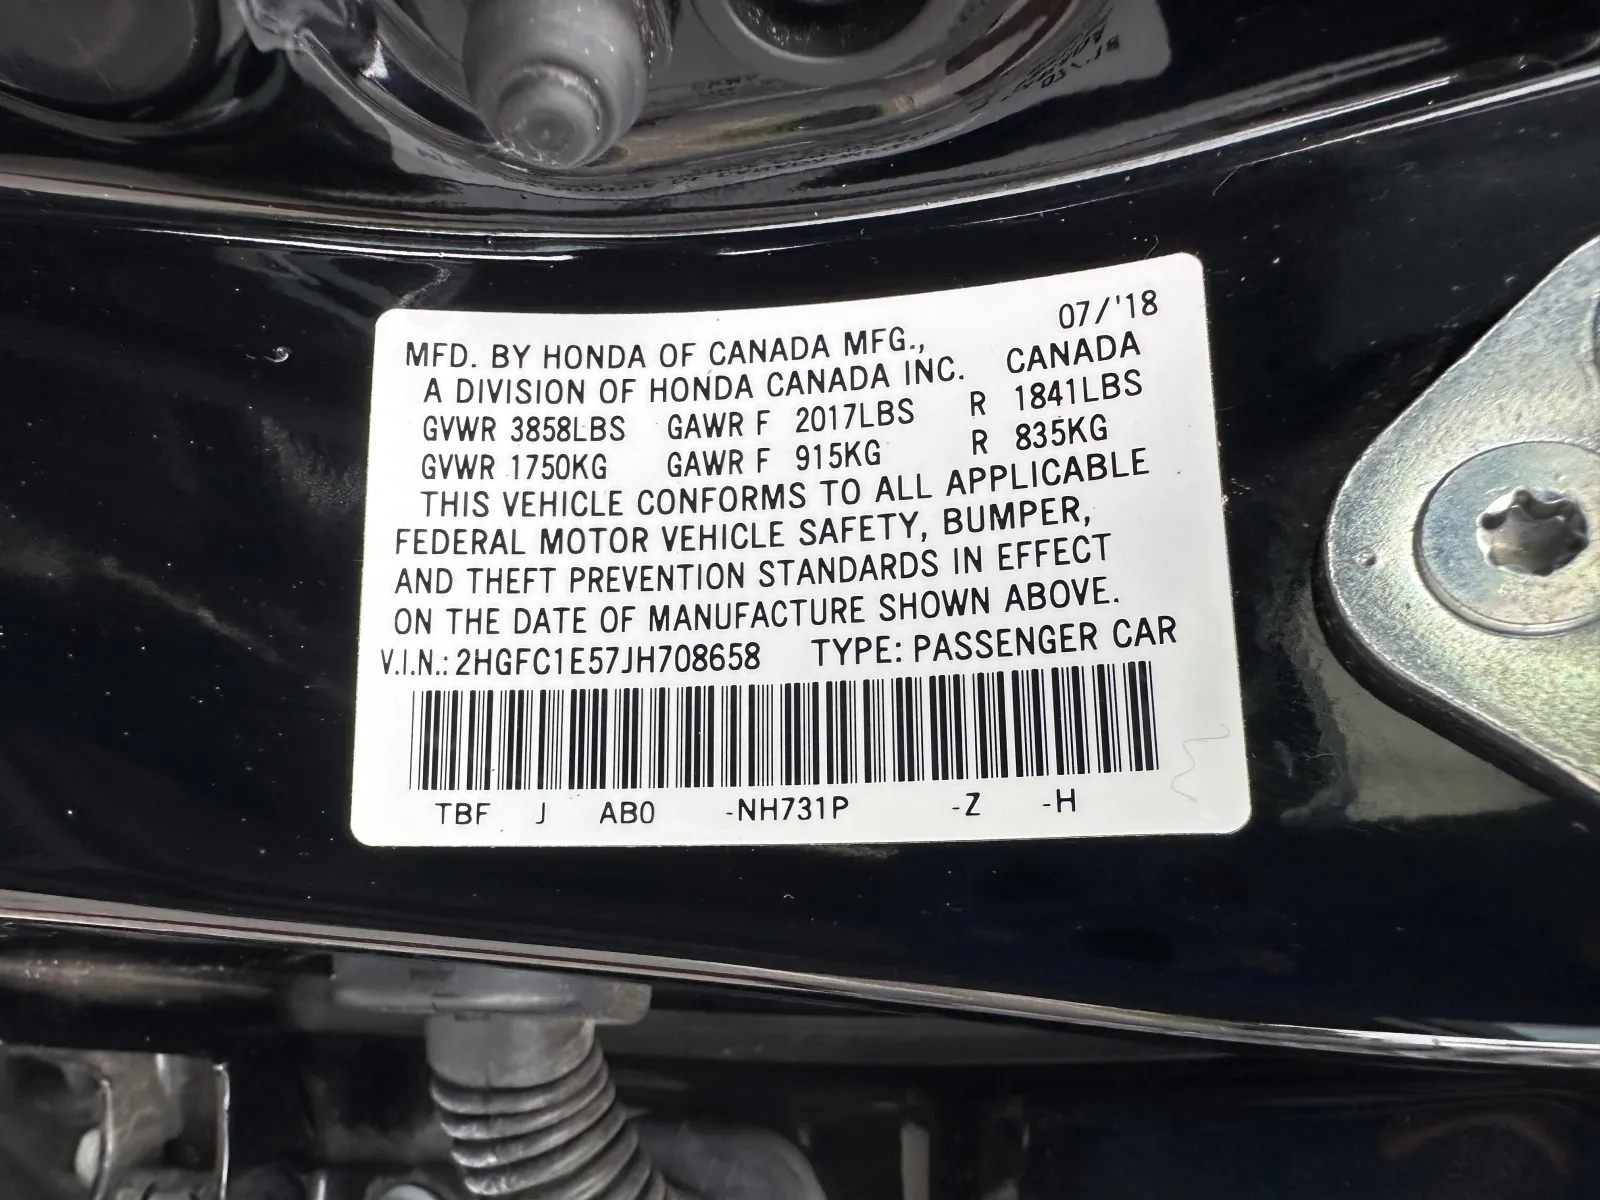 07/'18
MFD. BY HONDA OF CANADA MFG., CANADA
A DIVISION OF HONDA CANADA INC.
GVWR 3858LBS GAWR F 2017LBS R 1841LBS
GVWR 1750KG GAWR F 915KG R 835KG
THIS VEHICLE CONFORMS TO ALL APPLICABLE
FEDERAL MOTOR VEHICLE SAFETY, BUMPER,
AND THEFT PREVENTION STANDARDS IN EFFECT
ON THE DATE OF MANUFACTURE SHOWN ABOVE.
V.I.N.: 2HGFC1E57JH708658 TYPE: PASSENGER CAR
TBF J AB0 -NH731P -Z -H